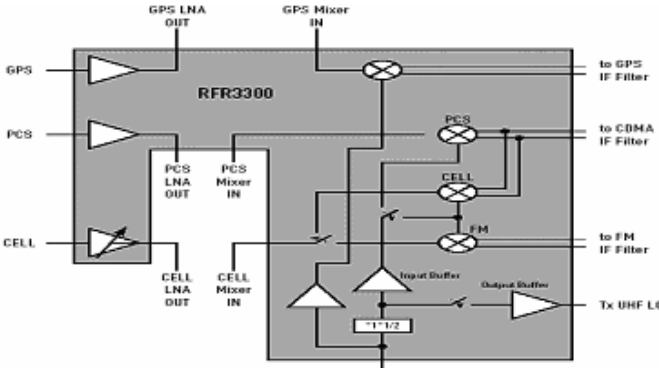 GPS LNA
OUT
GPS Mixer
IN
GPS
RFR3300
to GPS
IF Filter
PCS
PCS
to CDMA
IF Filter
PCS
LNA
OUT
PCS
Mixer
IN
CELL
CELL
FM
to FM
IF Filter
CELL
LNA
OUT
CELL
Mixer
IN
Input Buffer
Output Buffer
Tx UHF LO
"1"1/2